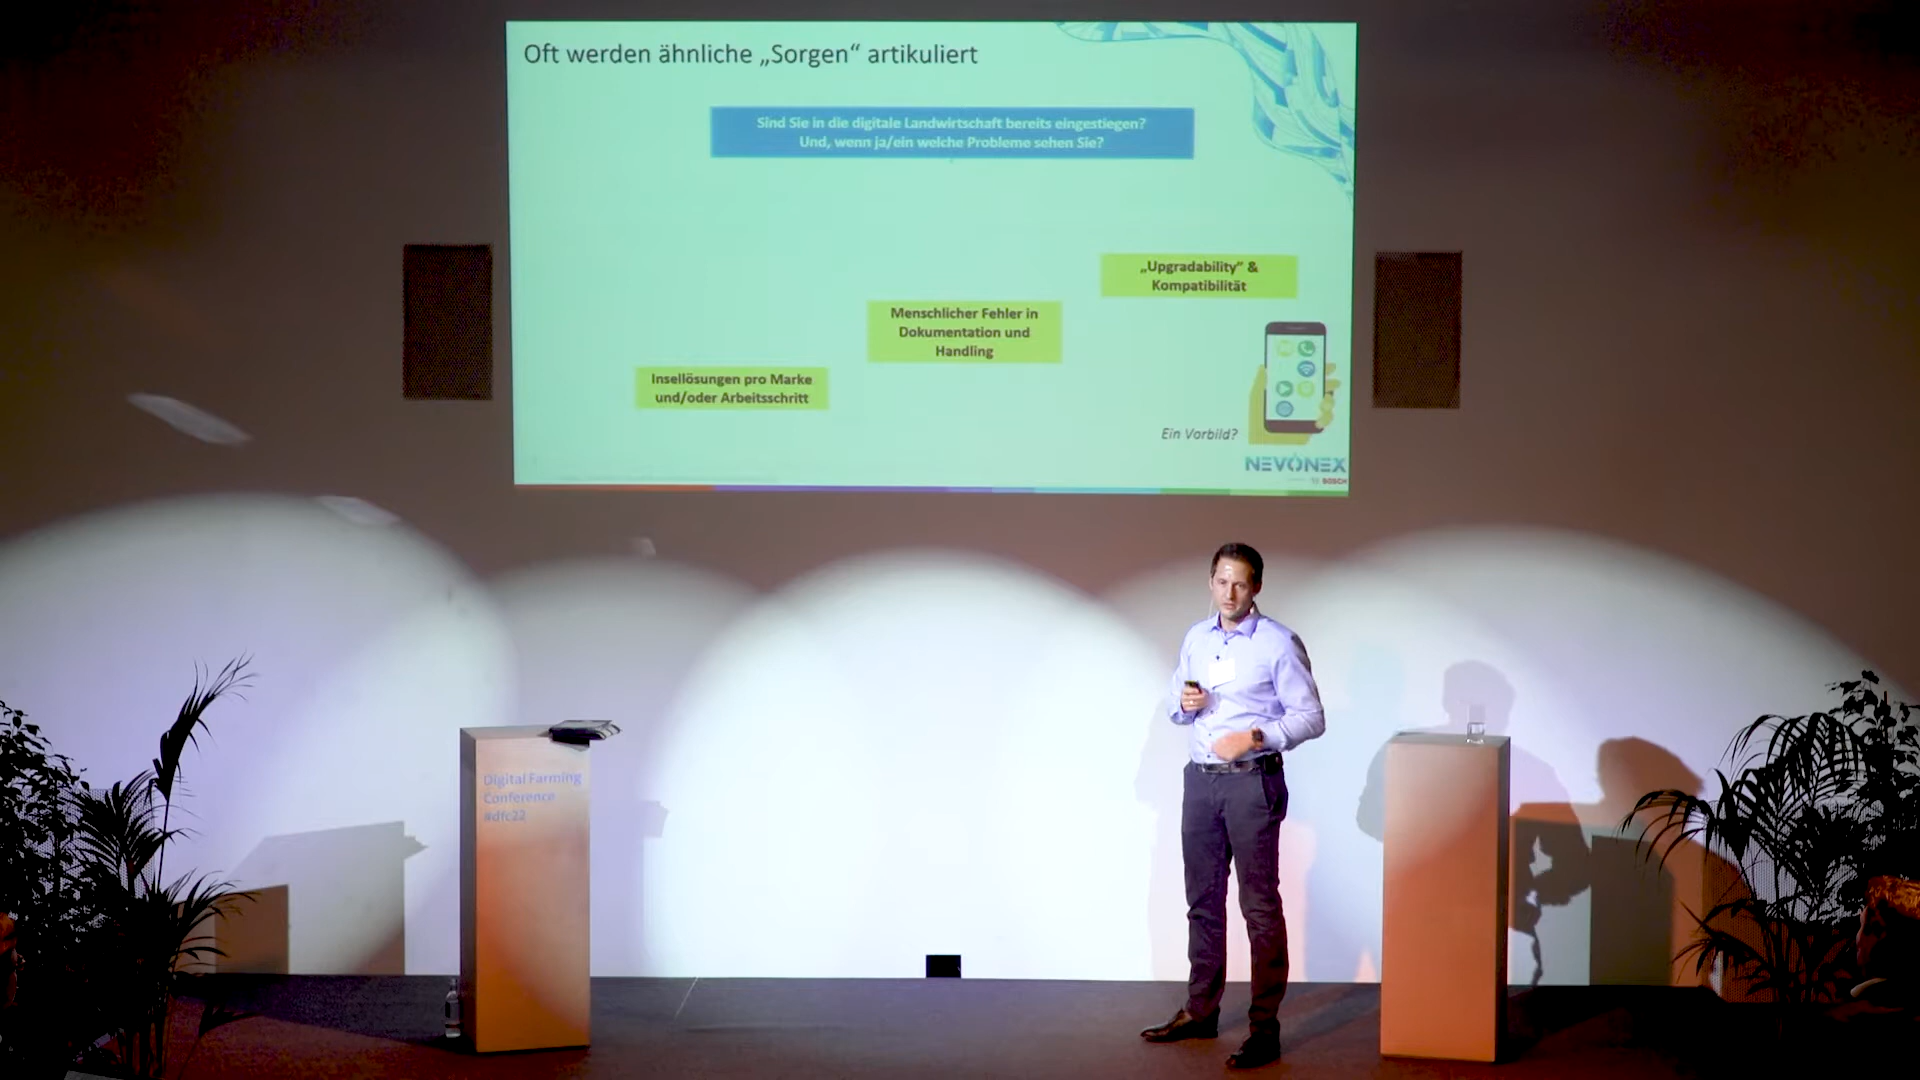 Oft werden ähnliche „Sorgen“ artikuliert
Sind Sie in die digitale Landwirtschaft bereits eingestiegen?
Und, wenn ja/ein welche Probleme sehen Sie?
„Upgradability“ &
Kompatibilität
Menschlicher Fehler in
Dokumentation und
Handling
Insellösungen pro Marke
und/oder Arbeitsschritt
Ein Vorbild?
NEVONEX
BOSCH
Digital Farming
Conference
#dfc22